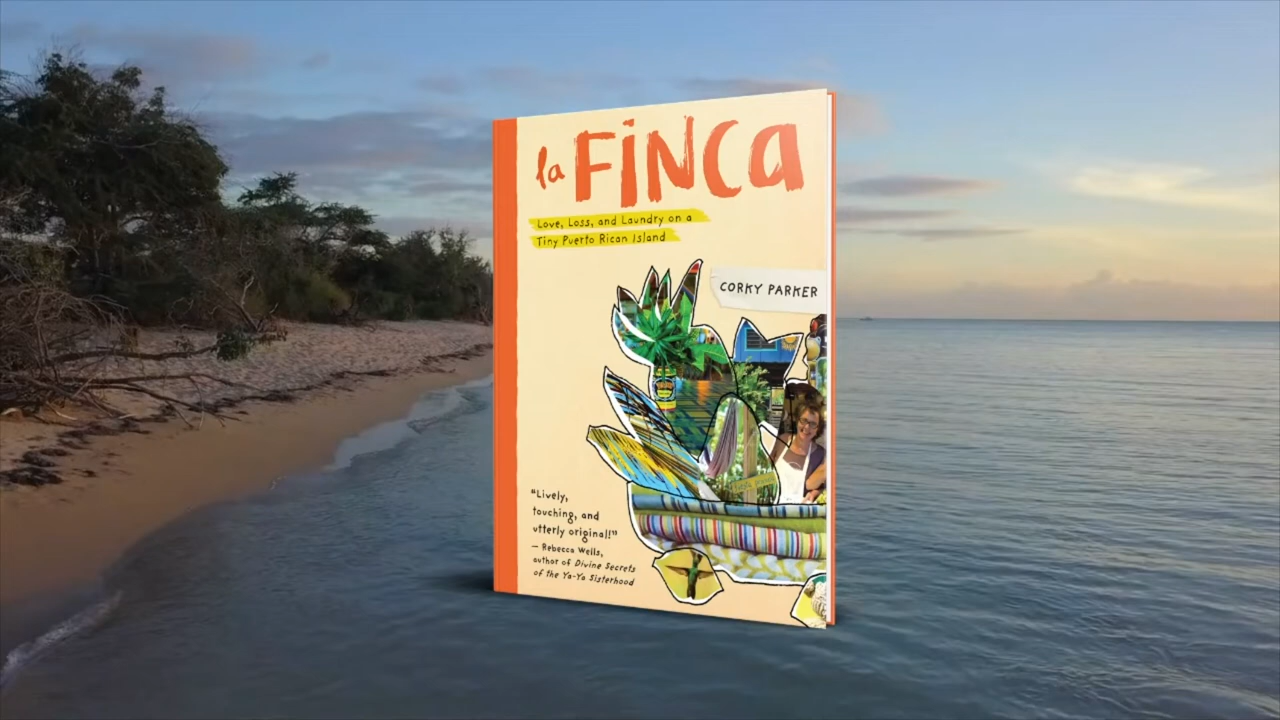 la FiNCa
Love, Loss, and Laundry on a
Tiny Puerto Rican Island
CORKY PARKER
"Lively,
touching, and
utterly original!"
— Rebecca Wells,
author of Divine Secrets
of the Ya-Ya Sisterhood